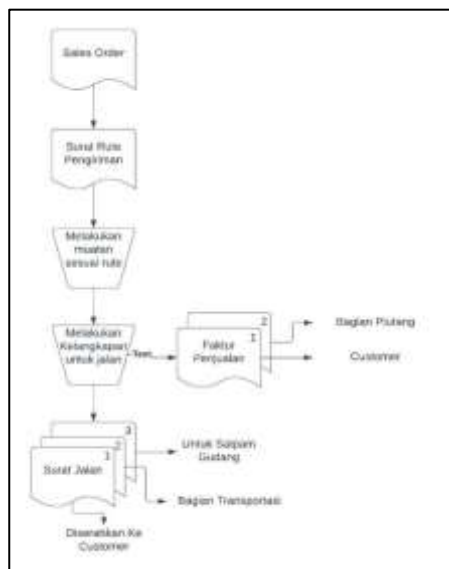 Sales Order
Surat Rute
Pengiriman
Melakukan
muatan
sesuai rute
Melakukan
Kelengkapan
untuk jalan
2
Bagian Piutang
1
Faktur
Penjualan
Customer
3
Untuk Satpam
Gudang
2
1
Surat Jalan
Bagian Transportasi
Diserahkan Ke
Customer